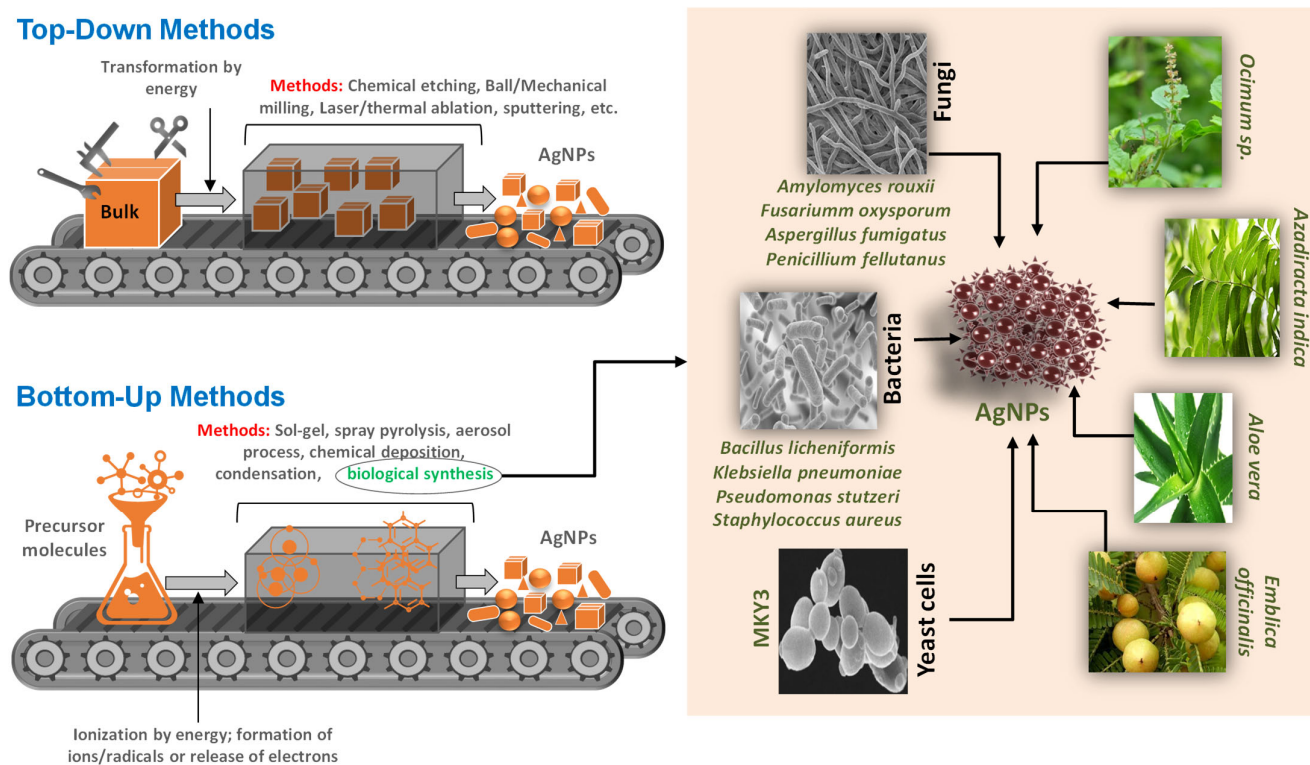 Top-Down Methods
Transformation by
energy
Methods: Chemical etching, Ball/Mechanical
milling, Laser/thermal ablation, sputtering, etc.
AgNPs
Bulk
Bottom-Up Methods
Methods: Sol-gel, spray pyrolysis, aerosol
process, chemical deposition,
condensation, biological synthesis
Precursor
molecules
AgNPs
Ionization by energy; formation of
ions/radicals or release of electrons
Fungi
Amylomyces rouxii
Fusariumm oxysporum
Aspergillus fumigatus
Penicillium fellutanus
Bacteria
Bacillus licheniformis
Klebsiella pneumoniae
Pseudomonas stutzeri
Staphylococcus aureus
MKY3
Yeast cells
AgNPs
Ocimum sp.
Azadiracta indica
Aloe vera
Emblica
officinalis